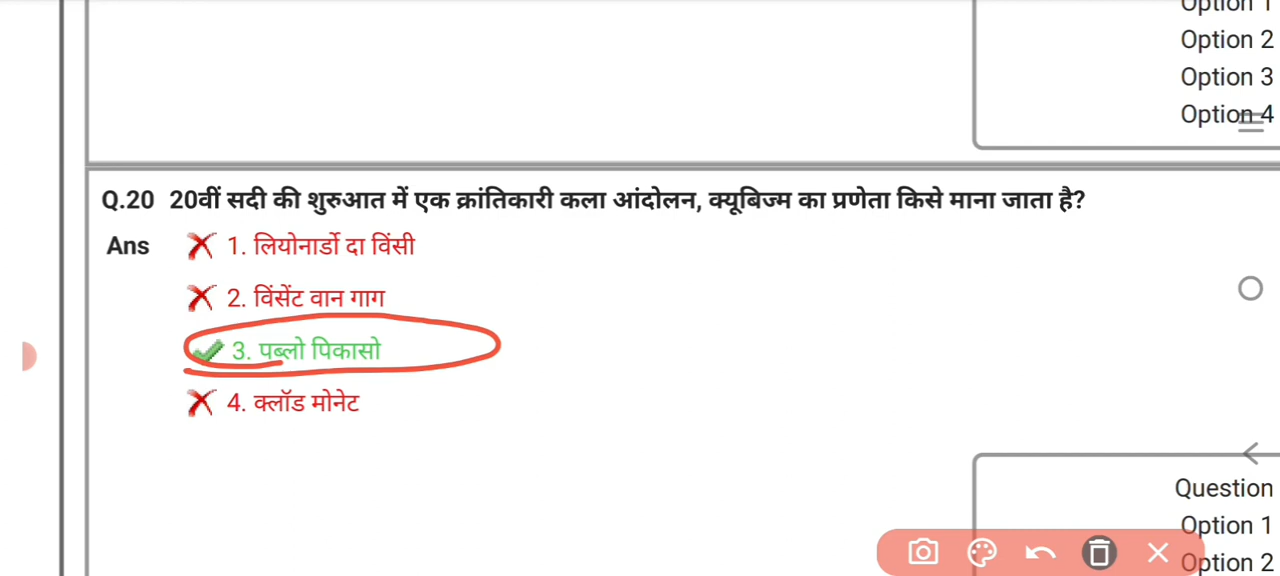 Option 1
Option 2
Option 3
Option 4
Q.20 20वीं सदी की शुरुआत में एक क्रांतिकारी कला आंदोलन, क्यूबिज्म का प्रणेता किसे माना जाता है?
Ans 1. लियोनार्डो दा विंसी
2. विंसेंट वान गाग
3. पब्लो पिकासो
4. क्लॉड मोनेट
Question
Option 1
Option 2